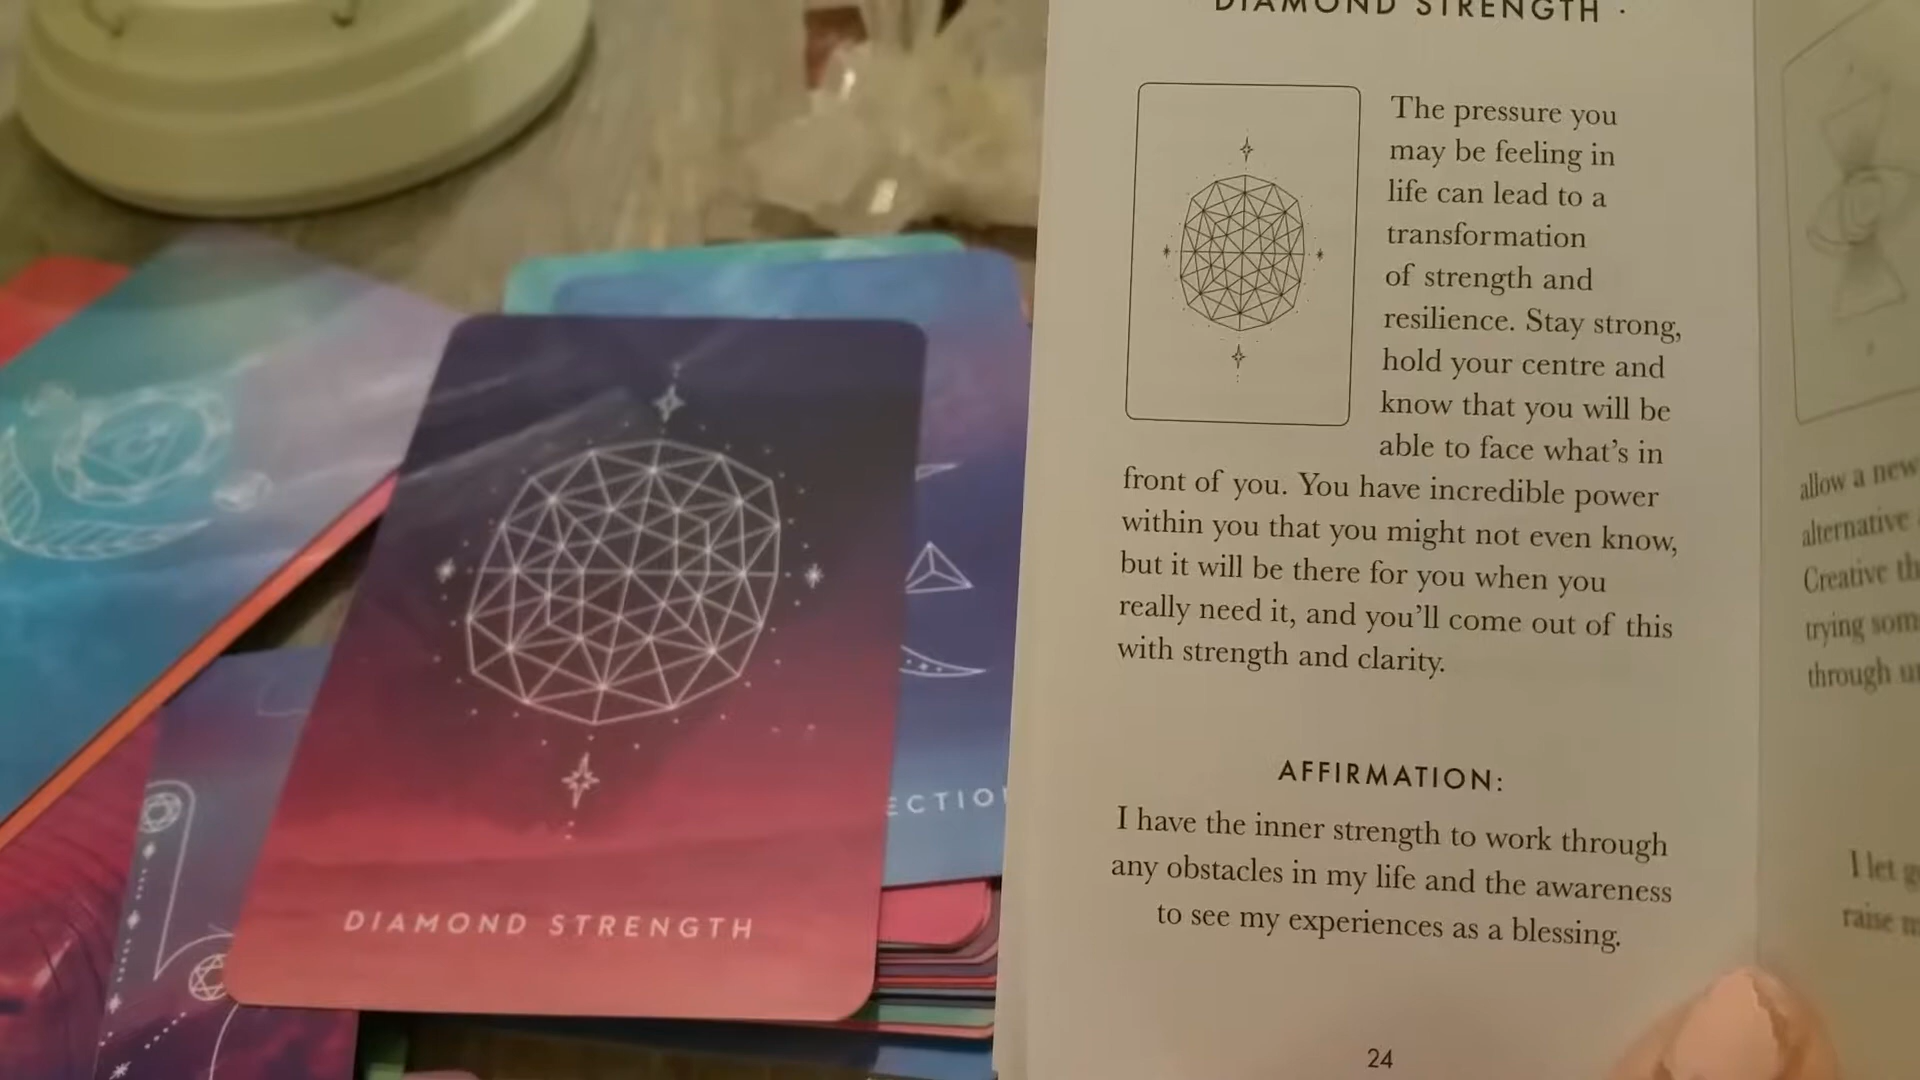 DIAMOND STRENGTH
ECTIO
DIAMOND STRENGTH ·
The pressure you
may be feeling in
life can lead to a
transformation
of strength and
resilience. Stay strong,
hold your centre and
know that you will be
able to face what's in
front of you. You have incredible power
within you that you might not even know,
but it will be there for you when you
really need it, and you'll come out of this
with strength and clarity.
AFFIRMATION:
I have the inner strength to work through
any obstacles in my life and the awareness
to see my experiences as a blessing.
24
allow a new
alternative
Creative th
trying som
through u
I let g
raise m